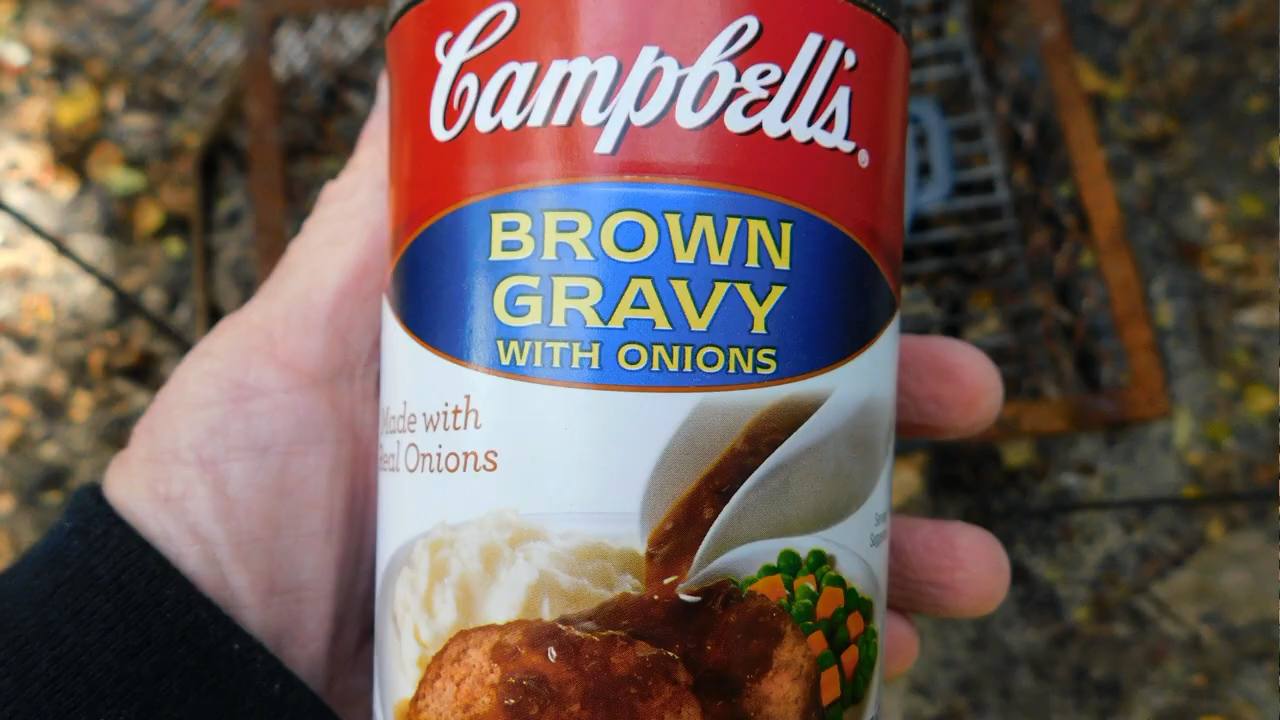 Campbell's®
BROWN
GRAVY
WITH ONIONS
Made with
Real Onions